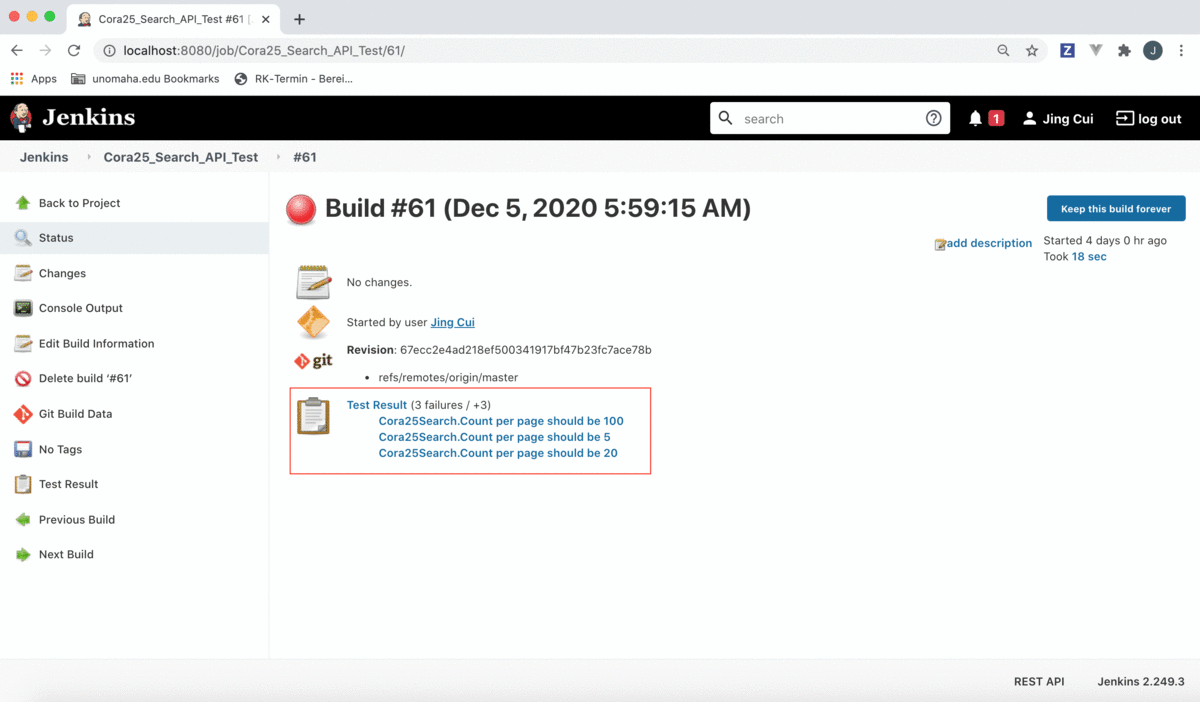 Cora25_Search_API_Test #61 [
localhost:8080/job/Cora25_Search_API_Test/61/
Z
J
Apps
unomaha.edu Bookmarks
RK-Termin - Berei...
Jenkins
search
1
Jing Cui
log out
Jenkins
Cora25_Search_API_Test
#61
Back to Project
Status
Changes
Console Output
Edit Build Information
Delete build ‘#61’
Git Build Data
No Tags
Test Result
Previous Build
Next Build
Build #61 (Dec 5, 2020 5:59:15 AM)
Keep this build forever
add description
Started 4 days 0 hr ago
Took 18 sec
No changes.
Started by user Jing Cui
git
Revision: 67ecc2e4ad218ef500341917bf47b23fc7ace78b
• refs/remotes/origin/master
Test Result (3 failures / +3)
Cora25Search.Count per page should be 100
Cora25Search.Count per page should be 5
Cora25Search.Count per page should be 20
REST API
Jenkins 2.249.3